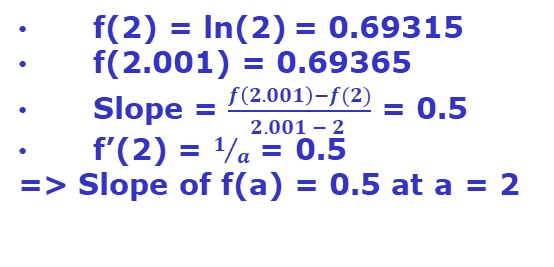 • f(2) = ln(2) = 0.69315
• f(2.001) = 0.69365
• Slope = f(2.001)−f(2) / 2.001 − 2 = 0.5
• f’(2) = 1/a = 0.5
=> Slope of f(a) = 0.5 at a = 2